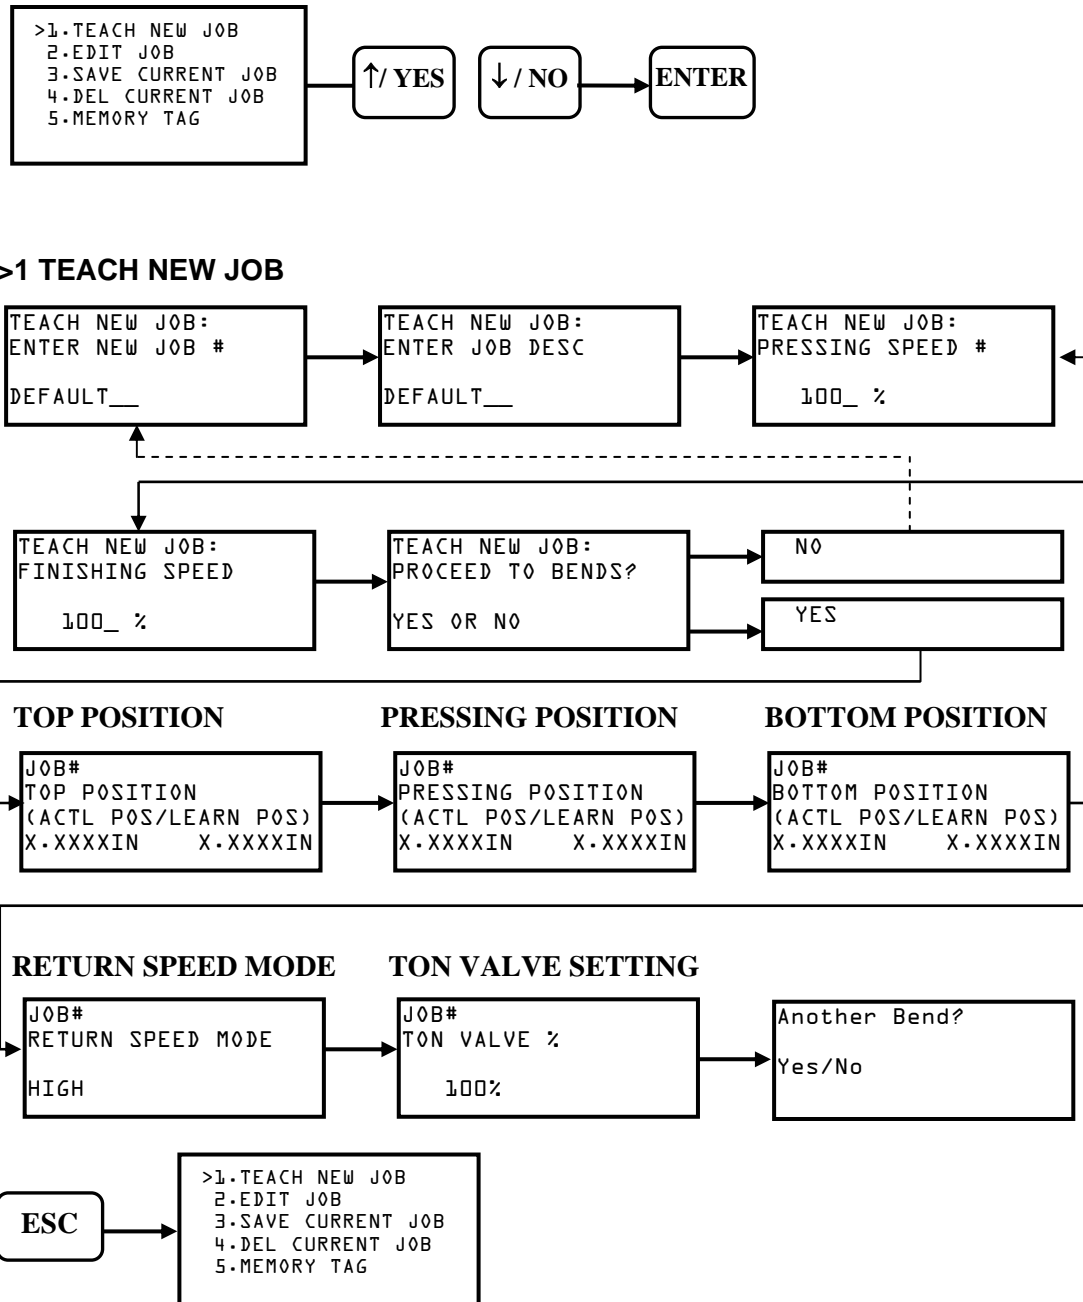 >1.TEACH NEW JOB
2.EDIT JOB
3.SAVE CURRENT JOB
4.DEL CURRENT JOB
5.MEMORY TAG
↑/ YES
↓/ NO
ENTER
>1 TEACH NEW JOB
TEACH NEW JOB:
ENTER NEW JOB #
DEFAULT__
TEACH NEW JOB:
ENTER JOB DESC
DEFAULT__
TEACH NEW JOB:
PRESSING SPEED #
100_ %
TEACH NEW JOB:
FINISHING SPEED
100_ %
TEACH NEW JOB:
PROCEED TO BENDS?
YES OR NO
NO
YES
TOP POSITION
JOB#
TOP POSITION
(ACTL POS/LEARN POS)
X.XXXXIN X.XXXXIN
PRESSING POSITION
JOB#
PRESSING POSITION
(ACTL POS/LEARN POS)
X.XXXXIN X.XXXXIN
BOTTOM POSITION
JOB#
BOTTOM POSITION
(ACTL POS/LEARN POS)
X.XXXXIN X.XXXXIN
RETURN SPEED MODE
JOB#
RETURN SPEED MODE
HIGH
TON VALVE SETTING
JOB#
TON VALVE %
100%
Another Bend?
Yes/No
ESC
>1.TEACH NEW JOB
2.EDIT JOB
3.SAVE CURRENT JOB
4.DEL CURRENT JOB
5.MEMORY TAG